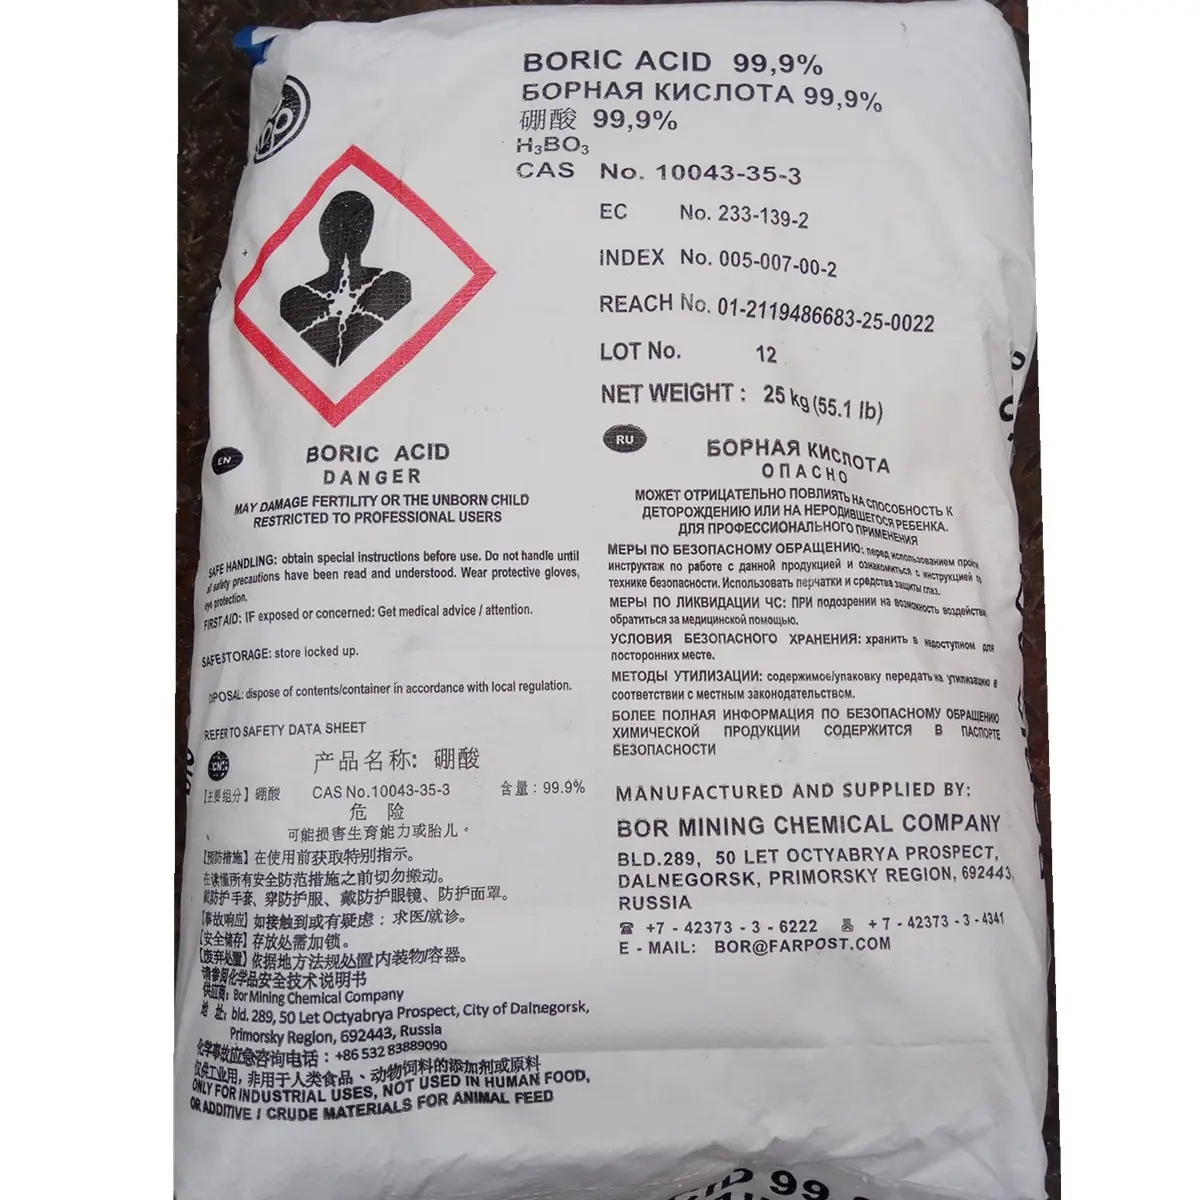 BORIC ACID 99,9%
БОРНАЯ КИСЛОТА 99,9%
硼酸 99,9%
H₃BO₃
CAS No. 10043-35-3
EC No. 233-139-2
INDEX No. 005-007-00-2
REACH No. 01-2119486683-25-0022
LOT No. 12
NET WEIGHT : 25 kg (55.1 lb)
EN
BORIC ACID
DANGER
MAY DAMAGE FERTILITY OR THE UNBORN CHILD
RESTRICTED TO PROFESSIONAL USERS
SAFE HANDLING: obtain special instructions before use. Do not handle until
all safety precautions have been read and understood. Wear protective gloves,
eye protection.
FIRST AID: IF exposed or concerned: Get medical advice / attention.
SAFE STORAGE: store locked up.
DIPOSAL: dispose of contents/container in accordance with local regulation.
REFER TO SAFETY DATA SHEET
RU
БОРНАЯ КИСЛОТА
ОПАСНО
МОЖЕТ ОТРИЦАТЕЛЬНО ПОВЛИЯТЬ НА СПОСОБНОСТЬ К
ДЕТОРОЖДЕНИЮ ИЛИ НА НЕРОДИВШЕГОСЯ РЕБЕНКА.
ДЛЯ ПРОФЕССИОНАЛЬНОГО ПРИМЕНЕНИЯ
МЕРЫ ПО БЕЗОПАСНОМУ ОБРАЩЕНИЮ: перед использованием пройти
инструктаж по работе с данной продукцией и ознакомиться с инструкцией по
технике безопасности. Использовать перчатки и средства защиты глаз.
МЕРЫ ПО ЛИКВИДАЦИИ ЧС: ПРИ подозрении на возможность воздейств.
обратиться за медицинской помощью.
УСЛОВИЯ БЕЗОПАСНОГО ХРАНЕНИЯ: хранить в недоступном для
посторонних месте.
МЕТОДЫ УТИЛИЗАЦИИ: содержимое/упаковку передать на утилизацию в
соответствии с местным законодательством.
БОЛЕЕ ПОЛНАЯ ИНФОРМАЦИЯ ПО БЕЗОПАСНОМУ ОБРАЩЕНИЮ
ХИМИЧЕСКОЙ ПРОДУКЦИИ СОДЕРЖИТСЯ В ПАСПОРТЕ
БЕЗОПАСНОСТИ
CN
产品名称: 硼酸
【主要组分】硼酸 CAS No.10043-35-3 含量: 99.9%
危 险
可能损害生育能力或胎儿。
【预防措施】在使用前获取特别指示。
在读懂所有安全防范措施之前切勿搬动。
戴防护手套、穿防护服、戴防护眼镜、防护面罩。
【事故响应】如接触到或有疑虑: 求医/就诊。
【安全储存】存放处需加锁。
【废弃处置】依据地方法规处置内装物/容器。
请参阅化学品安全技术说明书
供应商: Bor Mining Chemical Company
地 址: bld. 289, 50 Let Octyabrya Prospect, City of Dalnegorsk,
Primorsky Region, 692443, Russia
化学事故应急咨询电话: +86 532 83889090
仅供工业用, 非用于人类食品、动物饲料的添加剂或原料
ONLY FOR INDUSTRIAL USES, NOT USED IN HUMAN FOOD,
OR ADDITIVE / CRUDE MATERIALS FOR ANIMAL FEED
MANUFACTURED AND SUPPLIED BY:
BOR MINING CHEMICAL COMPANY
BLD.289, 50 LET OCTYABRYA PROSPECT,
DALNEGORSK, PRIMORSKY REGION, 692443,
RUSSIA
☎ +7 - 42373 - 3 - 6222 +7 - 42373 - 3 - 4341
E - MAIL: BOR@FARPOST.COM